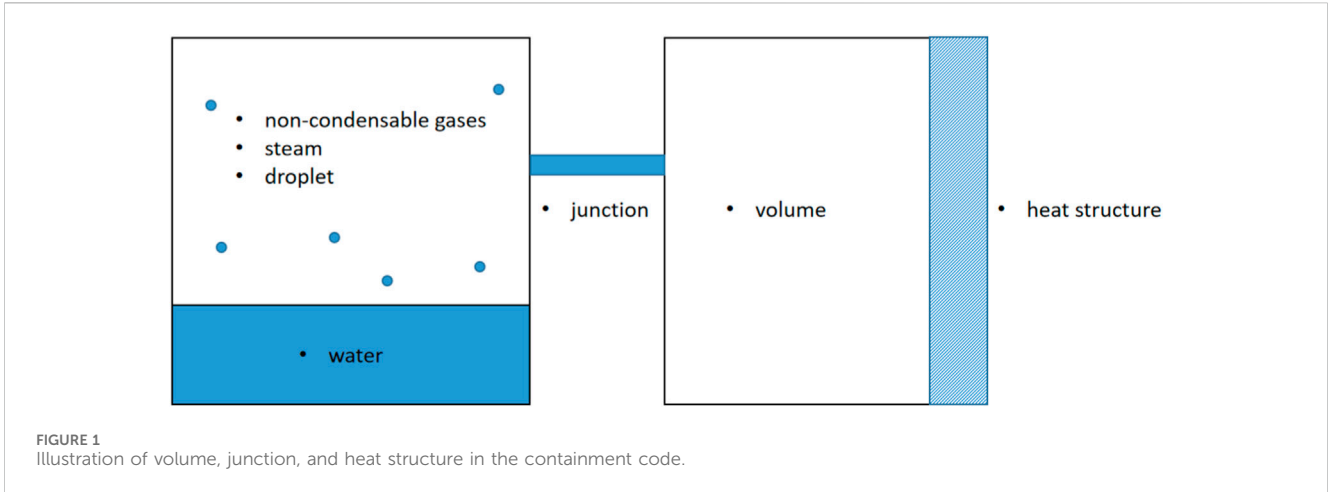 • non-condensable gases
• steam
• droplet
• junction
• volume
• heat structure
• water
FIGURE 1
Illustration of volume, junction, and heat structure in the containment code.